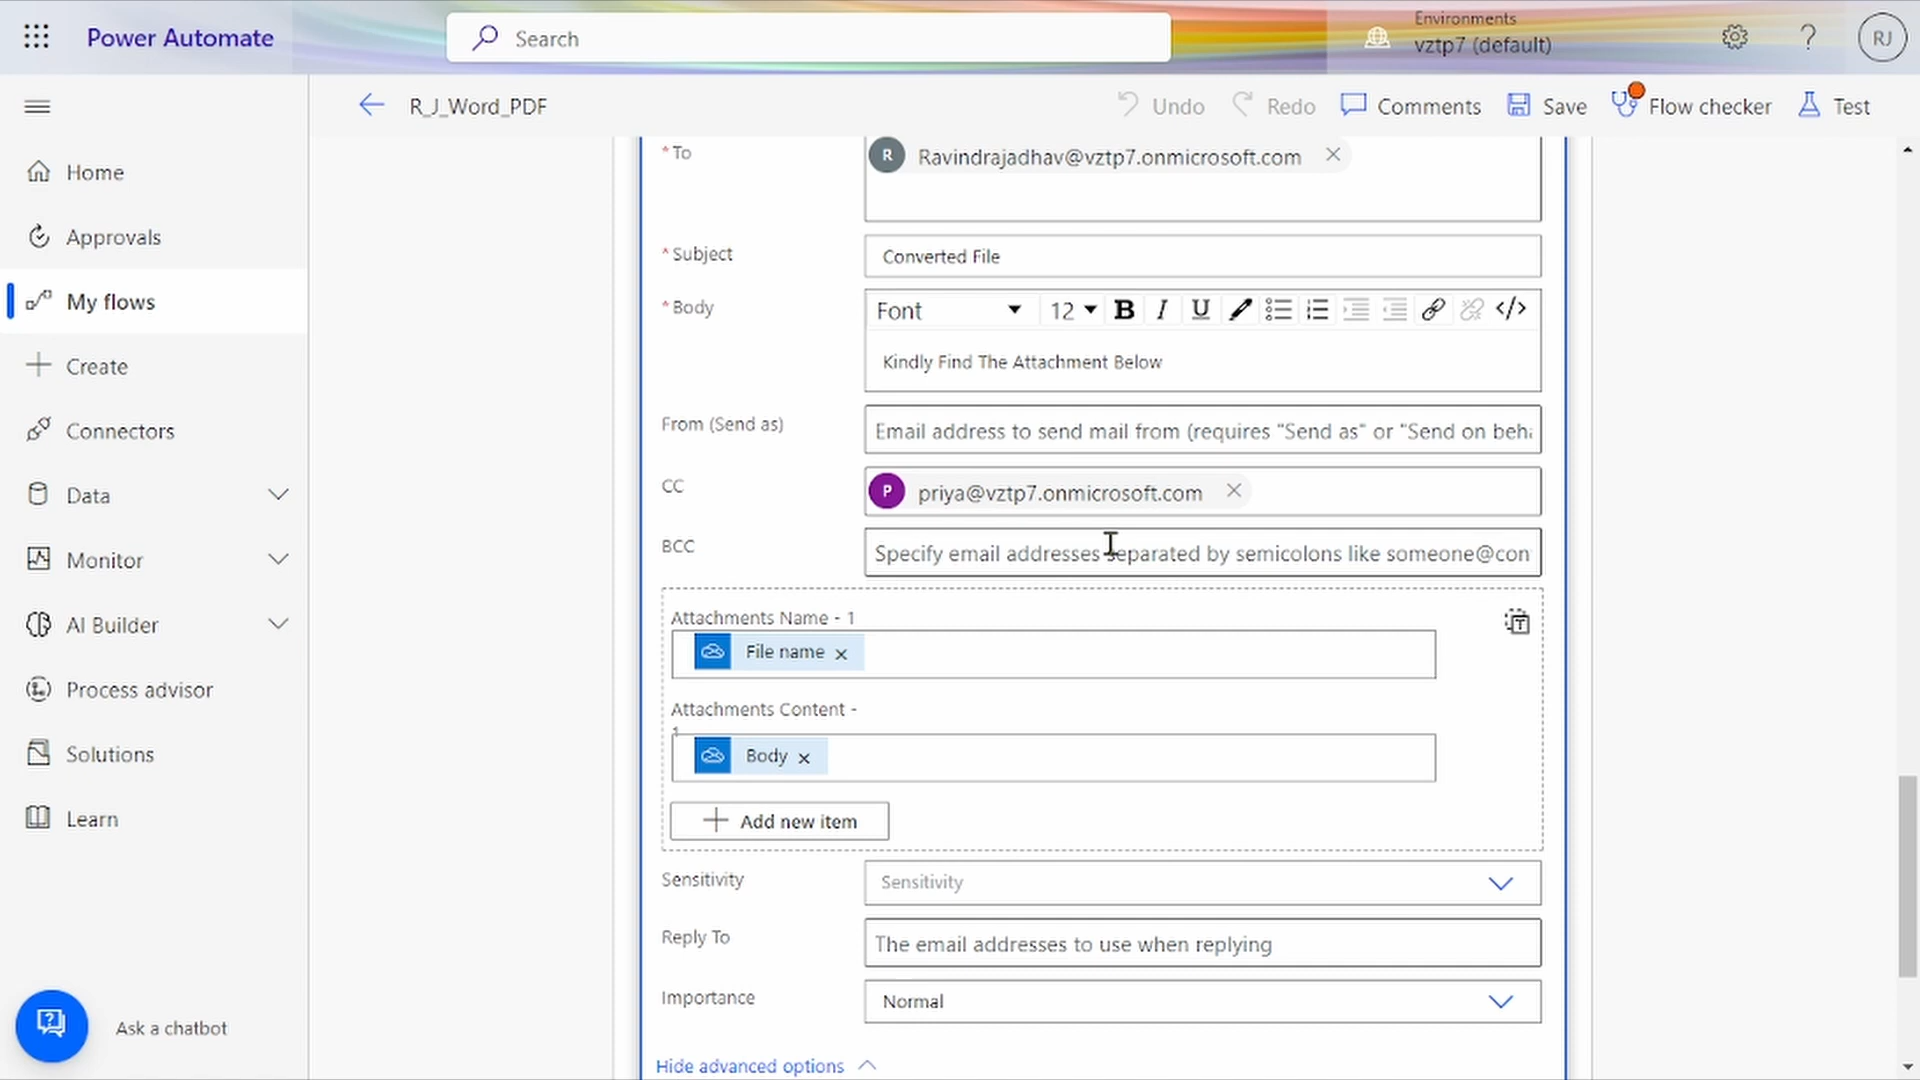 Power Automate
Search
Environments
vztp7 (default)
RJ
R_J_Word_PDF
Undo
Redo
Comments
Save
Flow checker
Test
Home
Approvals
My flows
Create
Connectors
Data
Monitor
AI Builder
Process advisor
Solutions
Learn
Ask a chatbot
* To
R
Ravindrajadhav@vztp7.onmicrosoft.com
* Subject
Converted File
* Body
Font
12
B I U </>
Kindly Find The Attachment Below
From (Send as)
Email address to send mail from (requires "Send as" or "Send on beha
CC
P
priya@vztp7.onmicrosoft.com
BCC
Specify email addresses separated by semicolons like someone@con
Attachments Name - 1
File name
Attachments Content -
1
Body
Add new item
Sensitivity
Sensitivity
Reply To
The email addresses to use when replying
Importance
Normal
Hide advanced options